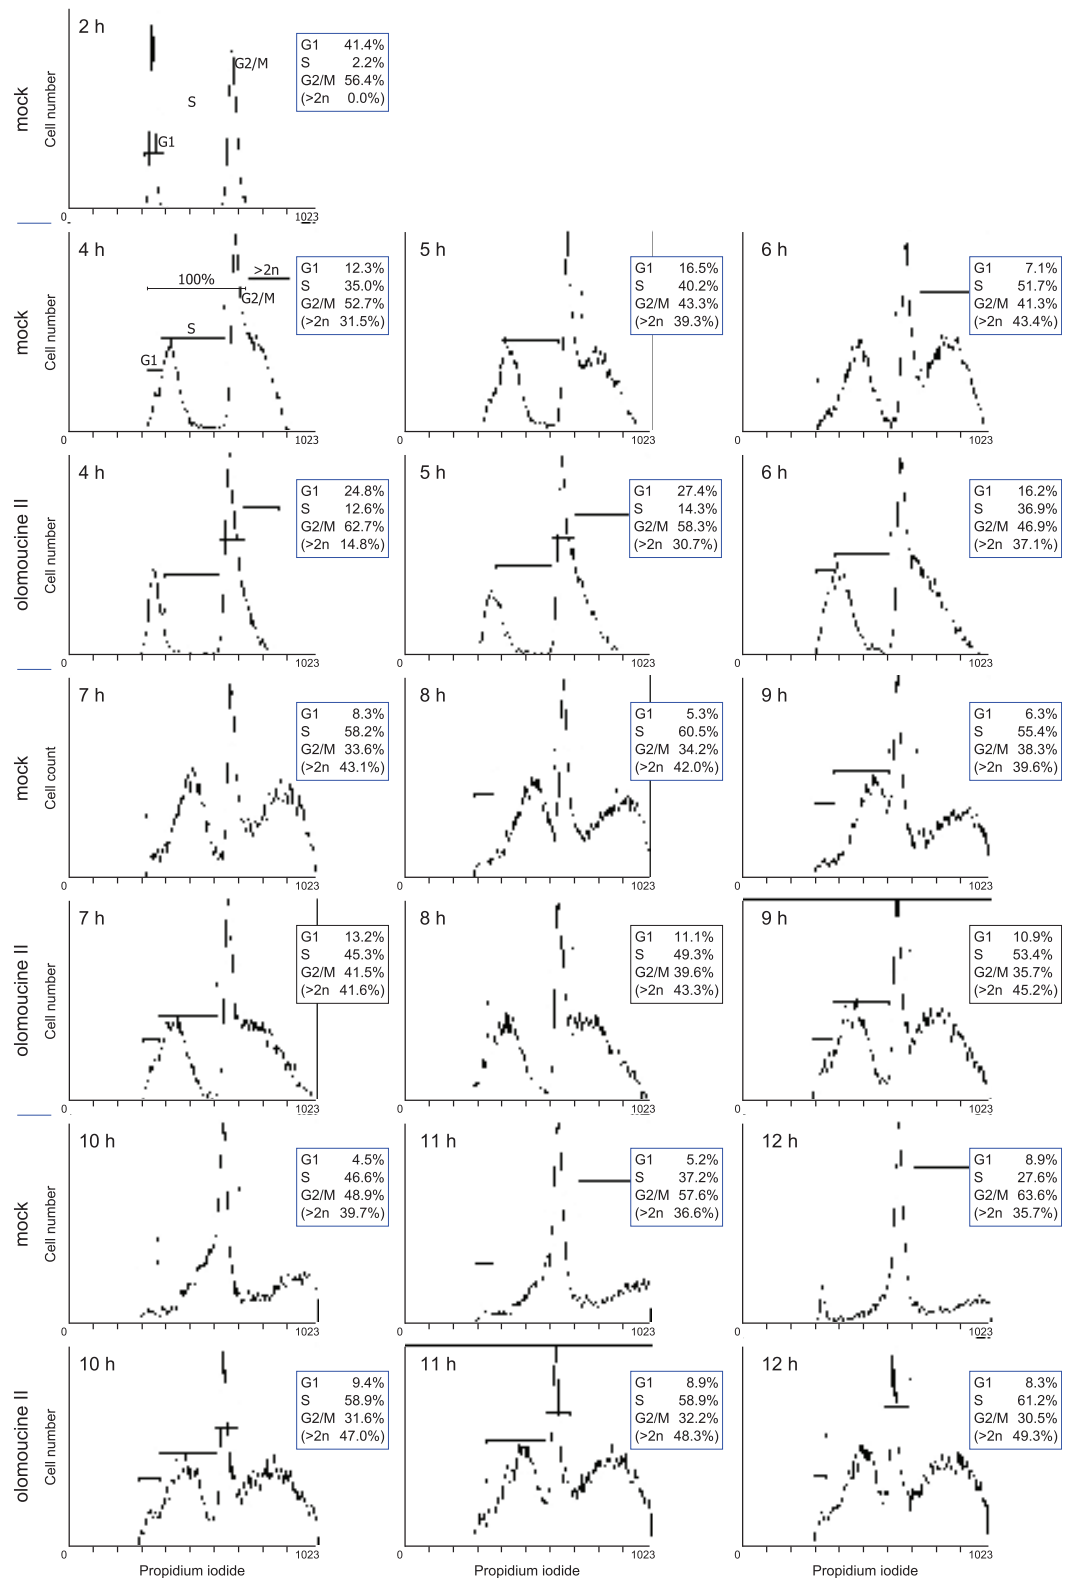 2 h
G2/M
S
G1
G1 41.4%
S 2.2%
G2/M 56.4%
(>2n 0.0%)
mock
Cell number
0 1023
4 h
>2n
100%
G2/M
S
G1
G1 12.3%
S 35.0%
G2/M 52.7%
(>2n 31.5%)
mock
Cell number
0 1023
5 h
G1 16.5%
S 40.2%
G2/M 43.3%
(>2n 39.3%)
0 1023
6 h
G1 7.1%
S 51.7%
G2/M 41.3%
(>2n 43.4%)
0 1023
4 h
G1 24.8%
S 12.6%
G2/M 62.7%
(>2n 14.8%)
olomoucine II
Cell number
0 1023
5 h
G1 27.4%
S 14.3%
G2/M 58.3%
(>2n 30.7%)
0 1023
6 h
G1 16.2%
S 36.9%
G2/M 46.9%
(>2n 37.1%)
0 1023
7 h
G1 8.3%
S 58.2%
G2/M 33.6%
(>2n 43.1%)
mock
Cell count
0 1023
8 h
G1 5.3%
S 60.5%
G2/M 34.2%
(>2n 42.0%)
0 1023
9 h
G1 6.3%
S 55.4%
G2/M 38.3%
(>2n 39.6%)
0 1023
7 h
G1 13.2%
S 45.3%
G2/M 41.5%
(>2n 41.6%)
olomoucine II
Cell number
0 1023
8 h
G1 11.1%
S 49.3%
G2/M 39.6%
(>2n 43.3%)
0 1023
9 h
G1 10.9%
S 53.4%
G2/M 35.7%
(>2n 45.2%)
0 1023
10 h
G1 4.5%
S 46.6%
G2/M 48.9%
(>2n 39.7%)
mock
Cell number
0 1023
11 h
G1 5.2%
S 37.2%
G2/M 57.6%
(>2n 36.6%)
0 1023
12 h
G1 8.9%
S 27.6%
G2/M 63.6%
(>2n 35.7%)
0 1023
10 h
G1 9.4%
S 58.9%
G2/M 31.6%
(>2n 47.0%)
olomoucine II
Cell number
0 1023
Propidium iodide
11 h
G1 8.9%
S 58.9%
G2/M 32.2%
(>2n 48.3%)
0 1023
Propidium iodide
12 h
G1 8.3%
S 61.2%
G2/M 30.5%
(>2n 49.3%)
0 1023
Propidium iodide